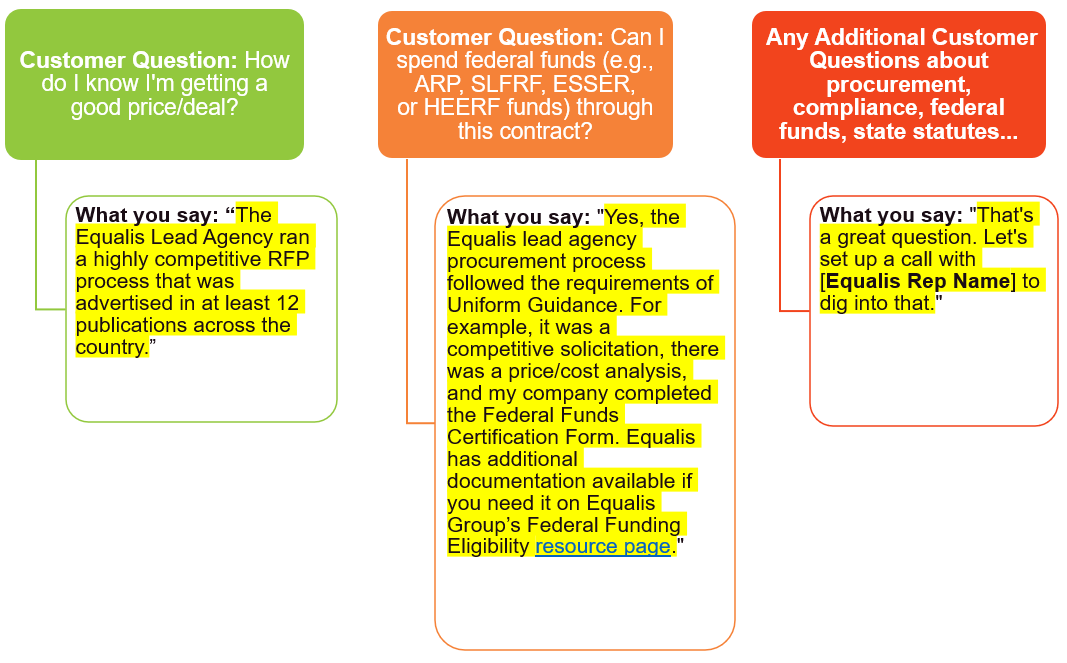 Customer Question: How
do I know I'm getting a
good price/deal?
What you say: “The
Equalis Lead Agency ran
a highly competitive RFP
process that was
advertised in at least 12
publications across the
country.”
Customer Question: Can I
spend federal funds (e.g.,
ARP, SLFRF, ESSER,
or HEERF funds) through
this contract?
What you say: "Yes, the
Equalis lead agency
procurement process
followed the requirements of
Uniform Guidance. For
example, it was a
competitive solicitation, there
was a price/cost analysis,
and my company completed
the Federal Funds
Certification Form. Equalis
has additional
documentation available if
you need it on Equalis
Group’s Federal Funding
Eligibility resource page."
Any Additional Customer
Questions about
procurement,
compliance, federal
funds, state statutes...
What you say: "That's
a great question. Let's
set up a call with
[Equalis Rep Name] to
dig into that."